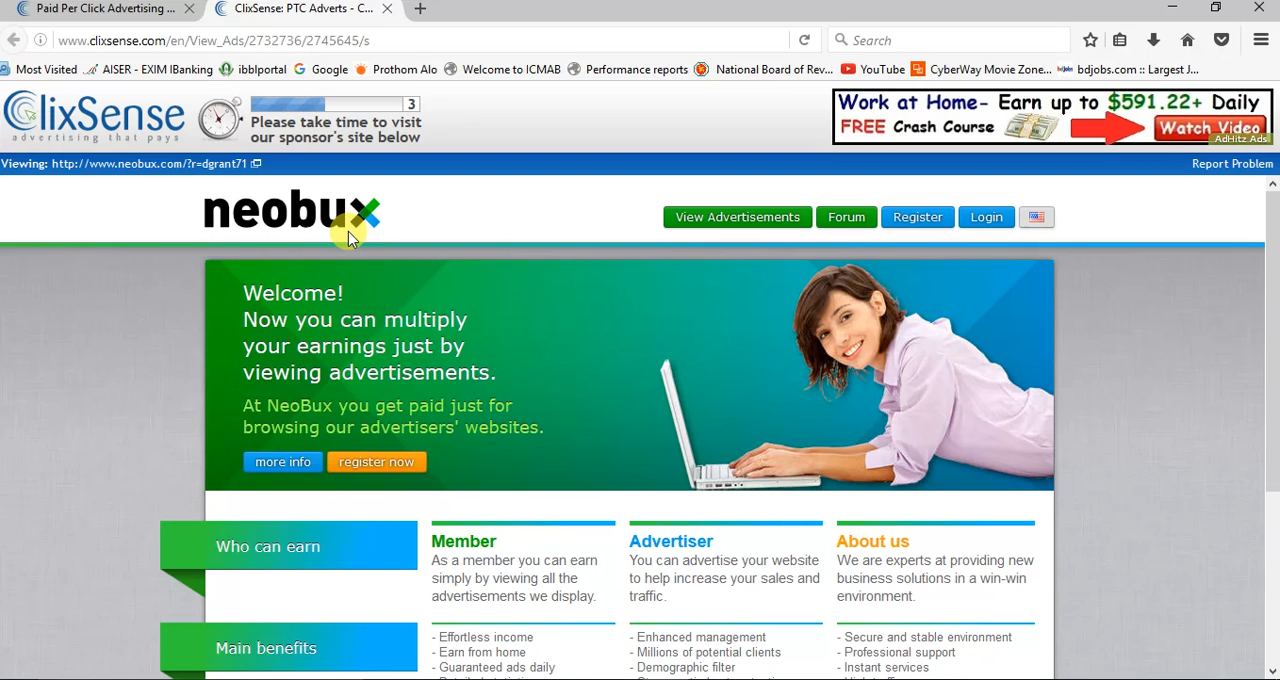 Paid Per Click Advertising ...
ClixSense: PTC Adverts - C...
www.clixsense.com/en/View_Ads/2732736/2745645/s
Search
Most Visited
AISER - EXIM IBanking
ibblportal
Google
Prothom Alo
Welcome to ICMAB
Performance reports
National Board of Rev...
YouTube
CyberWay Movie Zone...
bdjobs.com :: Largest J...
ClixSense
advertising that pays
3
Please take time to visit
our sponsor's site below
Work at Home- Earn up to $591.22+ Daily
FREE Crash Course
Watch Video
AdHitz Ads
Viewing: http://www.neobux.com/?r=dgrant71
Report Problem
neobux
View Advertisements
Forum
Register
Login
Welcome!
Now you can multiply
your earnings just by
viewing advertisements.
At NeoBux you get paid just for
browsing our advertisers' websites.
more info
register now
Who can earn
Member
As a member you can earn
simply by viewing all the
advertisements we display.
Advertiser
You can advertise your website
to help increase your sales and
traffic.
About us
We are experts at providing new
business solutions in a win-win
environment.
Main benefits
- Effortless income
- Earn from home
- Guaranteed ads daily
- Enhanced management
- Millions of potential clients
- Demographic filter
- Secure and stable environment
- Professional support
- Instant services